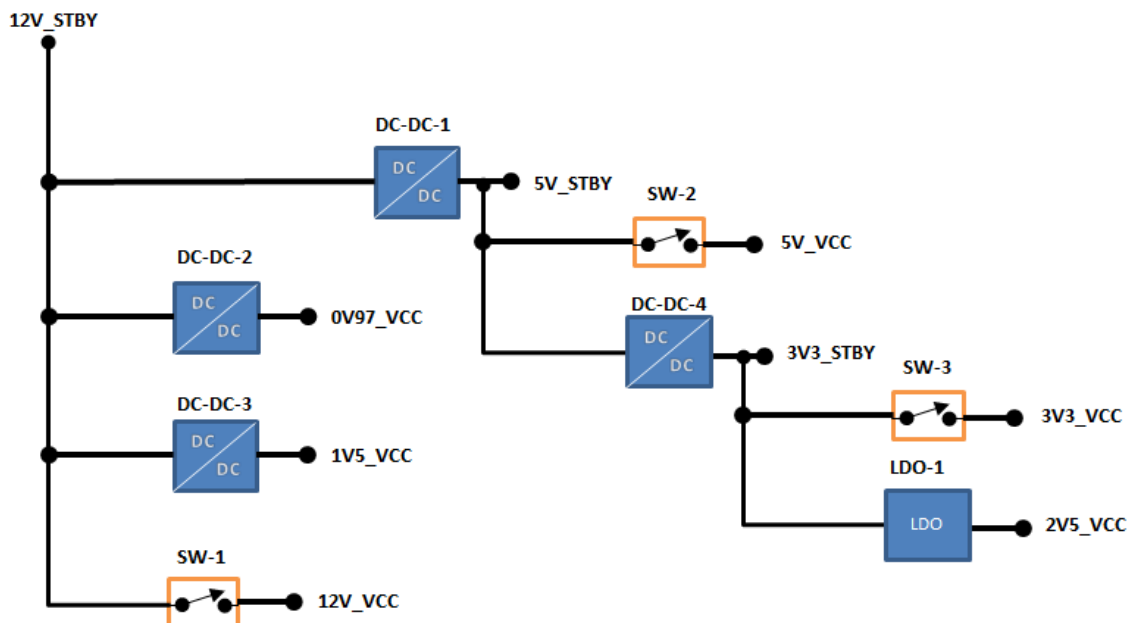 12V_STBY
DC-DC-1
DC
DC
5V_STBY
SW-2
5V_VCC
DC-DC-2
DC
DC
0V97_VCC
DC-DC-4
DC
DC
3V3_STBY
SW-3
3V3_VCC
DC-DC-3
DC
DC
1V5_VCC
LDO-1
LDO
2V5_VCC
SW-1
12V_VCC